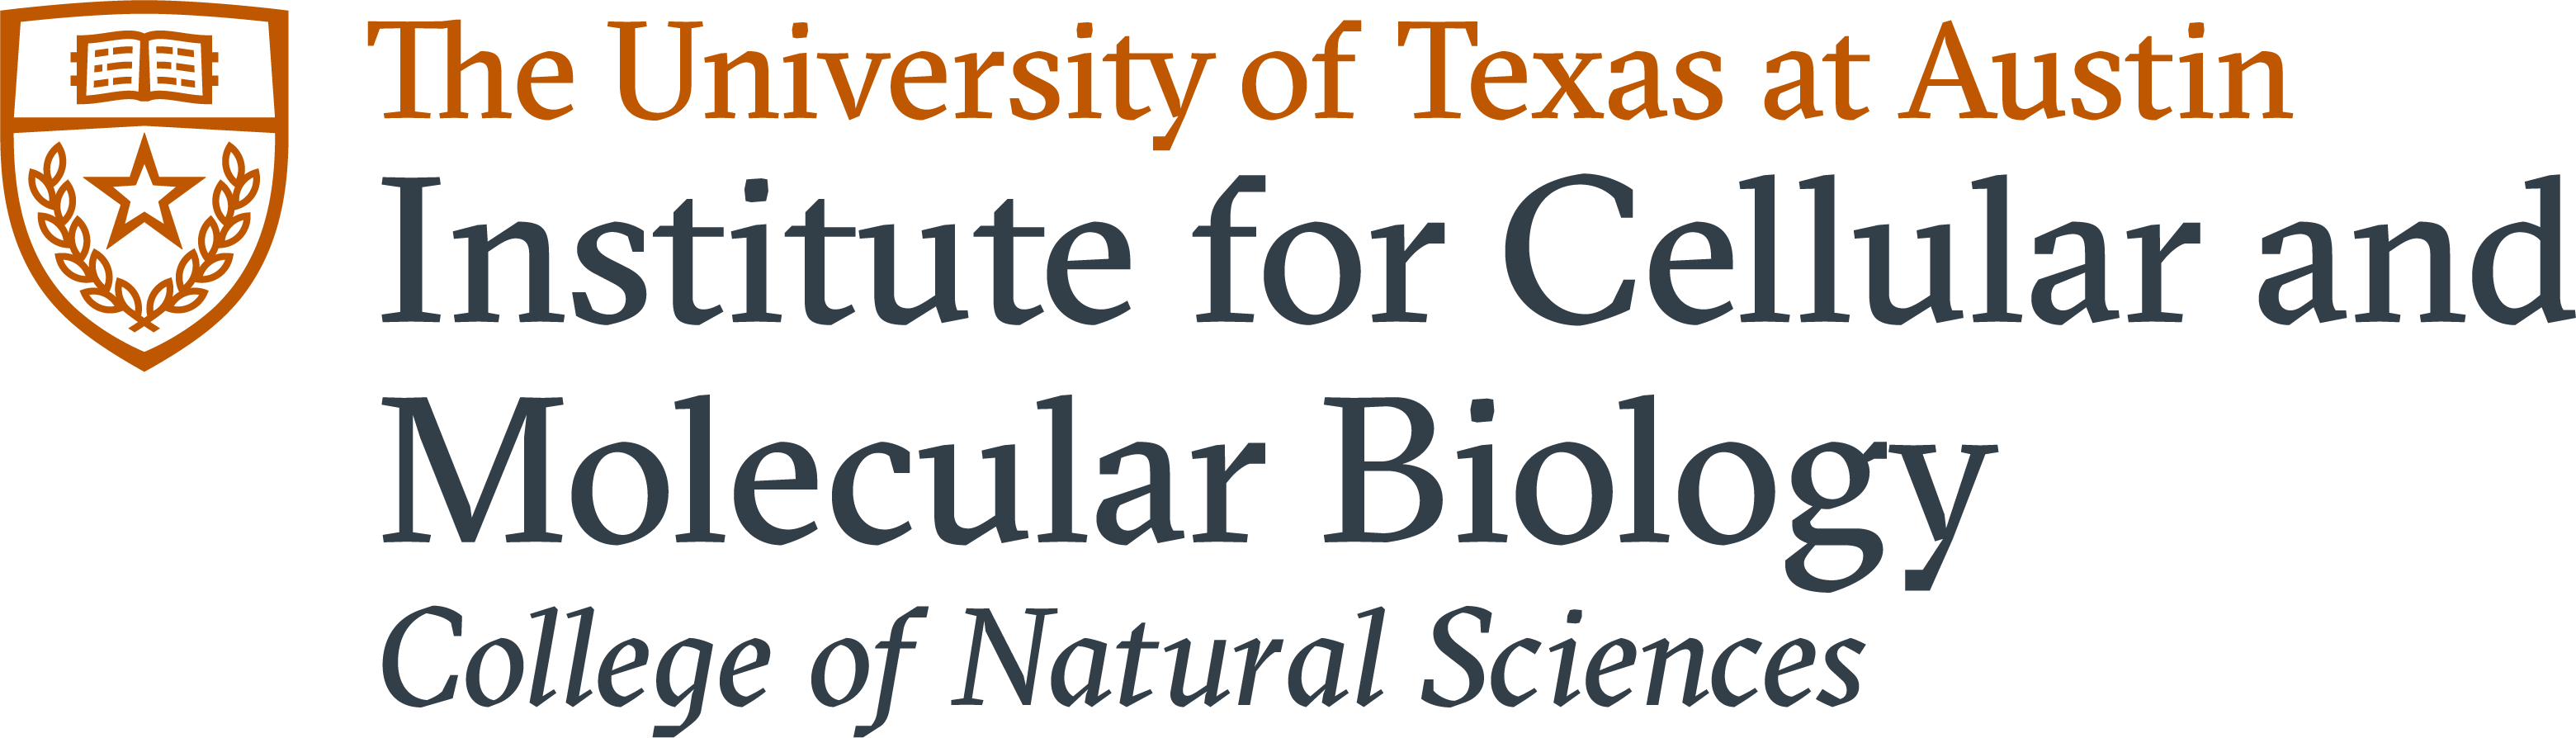 The University of Texas at Austin
Institute for Cellular and
Molecular Biology
College of Natural Sciences